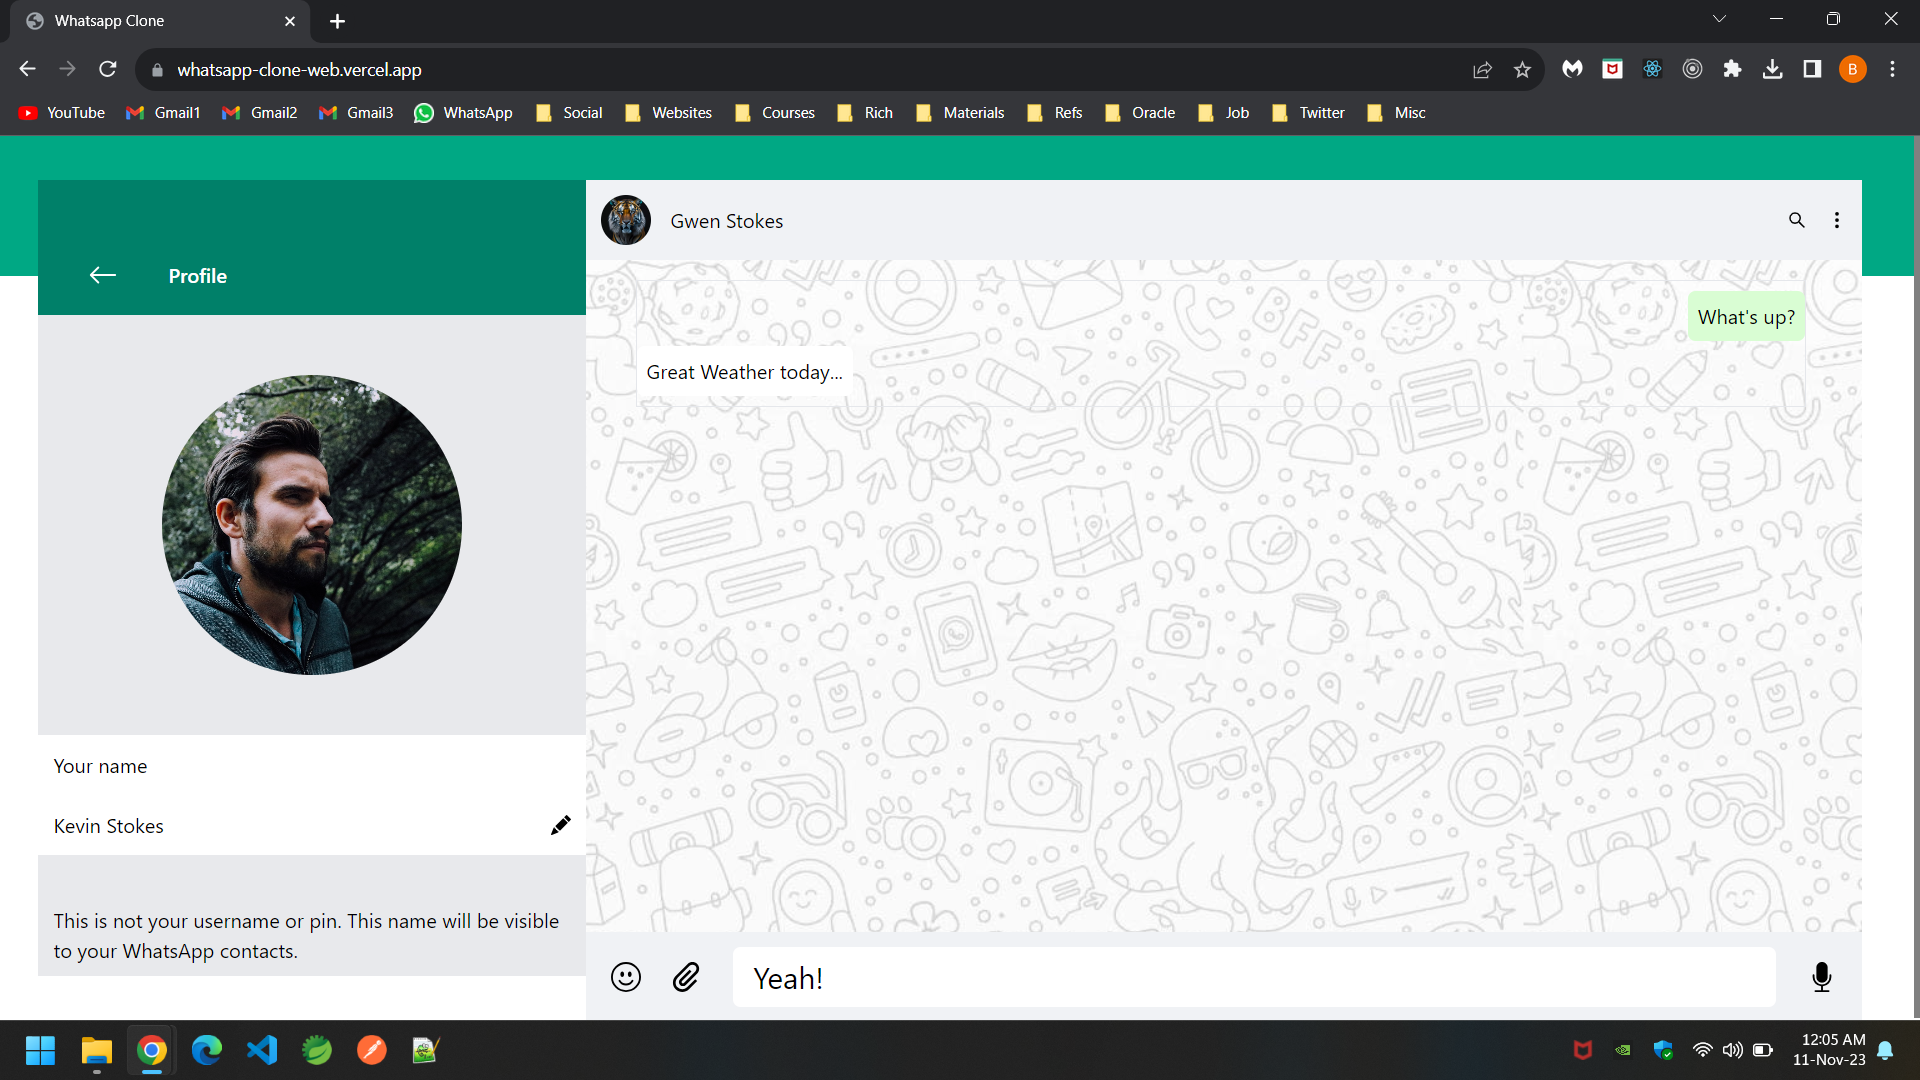 Whatsapp Clone
whatsapp-clone-web.vercel.app
B
YouTube Gmail1 Gmail2 Gmail3 WhatsApp Social Websites Courses Rich Materials Refs Oracle Job Twitter Misc
Profile
Your name
Kevin Stokes
This is not your username or pin. This name will be visible
to your WhatsApp contacts.
Gwen Stokes
What's up?
Great Weather today...
BFF
Yeah!
12:05 AM
11-Nov-23